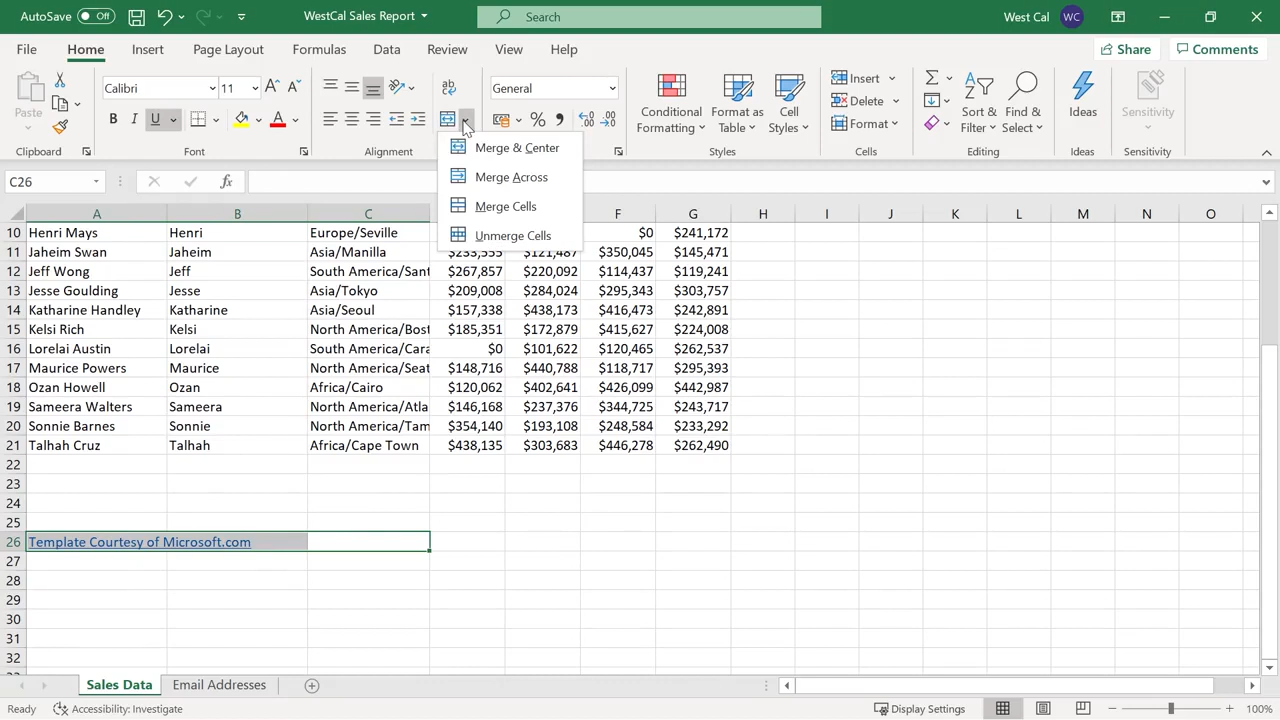 AutoSave Off WestCal Sales Report Search West Cal WC
File Home Insert Page Layout Formulas Data Review View Help Share Comments
Paste Calibri 11 General Conditional Formatting Format as Table Cell Styles Insert Delete Format Sort & Filter Find & Select Ideas Sensitivity
B I U A
Clipboard Font Alignment Styles Cells Editing Ideas Sensitivity
Merge & Center
Merge Across
Merge Cells
Unmerge Cells
C26 fx
A B C F G H I J K L M N O
10 Henri Mays Henri Europe/Seville $0 $241,172
11 Jaheim Swan Jaheim Asia/Manilla $233,555 $121,487 $350,045 $145,471
12 Jeff Wong Jeff South America/Sant $267,857 $220,092 $114,437 $119,241
13 Jesse Goulding Jesse Asia/Tokyo $209,008 $284,024 $295,343 $303,757
14 Katharine Handley Katharine Asia/Seoul $157,338 $438,173 $416,473 $242,891
15 Kelsi Rich Kelsi North America/Bost $185,351 $172,879 $415,627 $224,008
16 Lorelai Austin Lorelai South America/Cara $0 $101,622 $120,465 $262,537
17 Maurice Powers Maurice North America/Seat $148,716 $440,788 $118,717 $295,393
18 Ozan Howell Ozan Africa/Cairo $120,062 $402,641 $426,099 $442,987
19 Sameera Walters Sameera North America/Atla $146,168 $237,376 $344,725 $243,717
20 Sonnie Barnes Sonnie North America/Tam $354,140 $193,108 $248,584 $233,292
21 Talhah Cruz Talhah Africa/Cape Town $438,135 $303,683 $446,278 $262,490
22
23
24
25
26 Template Courtesy of Microsoft.com
27
28
29
30
31
32
Sales Data Email Addresses
Ready Accessibility: Investigate Display Settings 100%